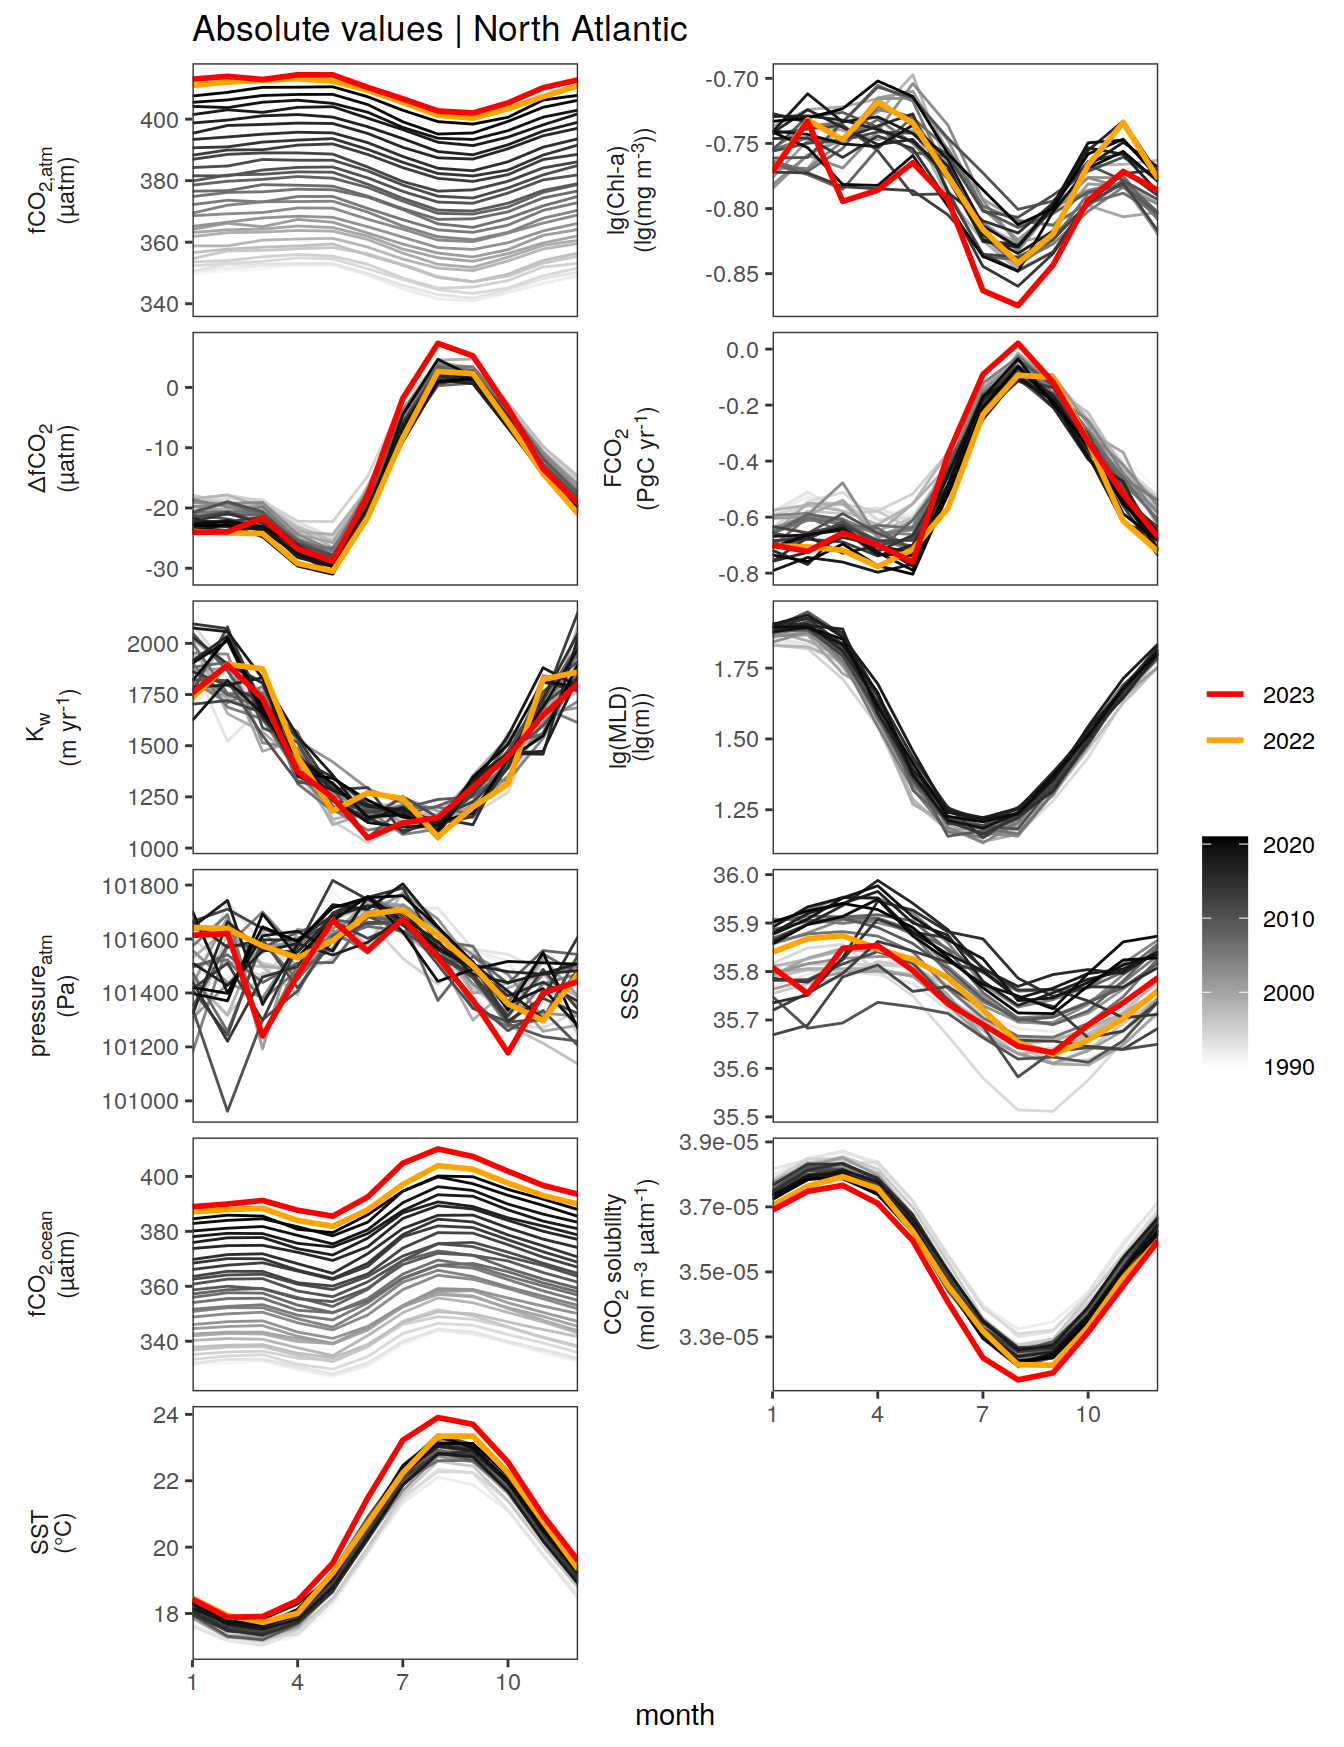 Absolute values | North Atlantic
fCO2,atm
(µatm)
400
380
360
340
lg(Chl-a)
(lg(mg m-3))
-0.70
-0.75
-0.80
-0.85
ΔfCO2
(µatm)
0
-10
-20
-30
FCO2
(PgC yr-1)
0.0
-0.2
-0.4
-0.6
-0.8
Kw
(m yr-1)
2000
1750
1500
1250
1000
lg(MLD)
(lg(m))
1.75
1.50
1.25
pressureatm
(Pa)
101800
101600
101400
101200
101000
SSS
36.0
35.9
35.8
35.7
35.6
35.5
fCO2,ocean
(µatm)
400
380
360
340
CO2 solubility
(mol m-3 µatm-1)
3.9e-05
3.7e-05
3.5e-05
3.3e-05
1 4 7 10
SST
(°C)
24
22
20
18
1 4 7 10
month
2023
2022
2020
2010
2000
1990